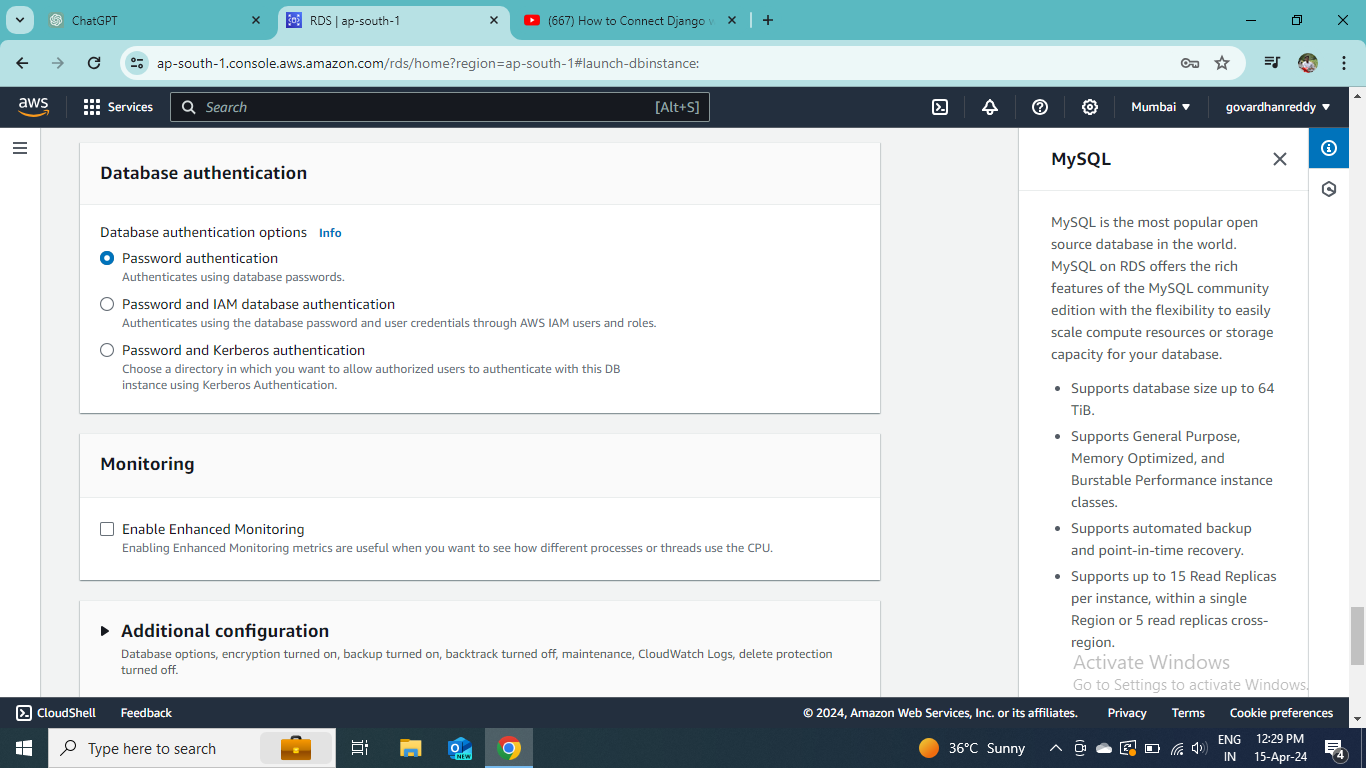 ChatGPT
RDS | ap-south-1
(667) How to Connect Django w
ap-south-1.console.aws.amazon.com/rds/home?region=ap-south-1#launch-dbinstance:
aws
Services
Search
[Alt+S]
Mumbai
govardhanreddy
Database authentication
Database authentication options Info
Password authentication
Authenticates using database passwords.
Password and IAM database authentication
Authenticates using the database password and user credentials through AWS IAM users and roles.
Password and Kerberos authentication
Choose a directory in which you want to allow authorized users to authenticate with this DB
instance using Kerberos Authentication.
Monitoring
Enable Enhanced Monitoring
Enabling Enhanced Monitoring metrics are useful when you want to see how different processes or threads use the CPU.
Additional configuration
Database options, encryption turned on, backup turned on, backtrack turned off, maintenance, CloudWatch Logs, delete protection
turned off.
MySQL
MySQL is the most popular open
source database in the world.
MySQL on RDS offers the rich
features of the MySQL community
edition with the flexibility to easily
scale compute resources or storage
capacity for your database.
• Supports database size up to 64
TiB.
• Supports General Purpose,
Memory Optimized, and
Burstable Performance instance
classes.
• Supports automated backup
and point-in-time recovery.
• Supports up to 15 Read Replicas
per instance, within a single
Region or 5 read replicas cross-
region.
Activate Windows
Go to Settings to activate Windows.
CloudShell
Feedback
© 2024, Amazon Web Services, Inc. or its affiliates.
Privacy
Terms
Cookie preferences
Type here to search
NEW
36°C Sunny
ENG
IN
12:29 PM
15-Apr-24
4